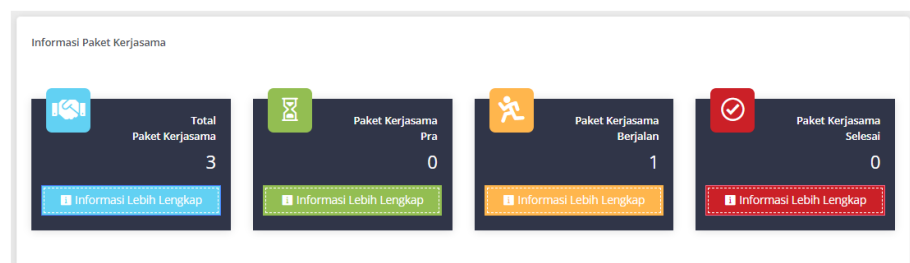 Informasi Paket Kerjasama
Total
Paket Kerjasama
3
Informasi Lebih Lengkap
Paket Kerjasama
Pra
0
Informasi Lebih Lengkap
Paket Kerjasama
Berjalan
1
Informasi Lebih Lengkap
Paket Kerjasama
Selesai
0
Informasi Lebih Lengkap